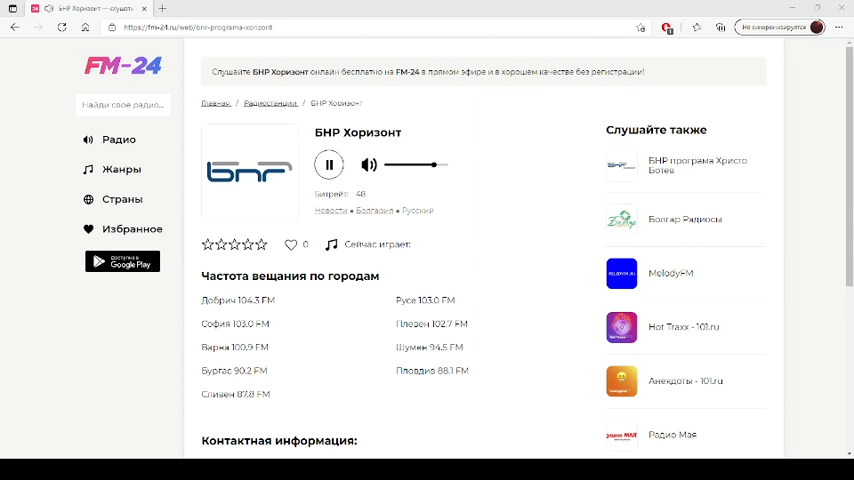 БНР Хоризонт — слушать
https://fm-24.ru/web/bnr-programa-xorizont
Не синхронизируется
FM-24
Слушайте БНР Хоризонт онлайн бесплатно на FM-24 в прямом эфире и в хорошем качестве без регистрации!
Найди свое радио...
Главная / Радиостанции / БНР Хоризонт
Радио
Жанры
Страны
Избранное
ДОСТУПНО В
Google Play
бнр
БНР Хоризонт
Битрейт: 48
Новости • Болгария • Русский
0
Сейчас играет:
Частота вещания по городам
Добрич 104.3 FM
Русе 103.0 FM
София 103.0 FM
Плевен 102.7 FM
Варна 100.9 FM
Шумен 94.5 FM
Бургас 90.2 FM
Пловдив 88.1 FM
Сливен 87.8 FM
Контактная информация:
Слушайте также
БНР програма Христо
Ботев
Болгар Радиосы
MelodyFM
Hot Traxx - 101.ru
Анекдоты - 101.ru
Радио Мая